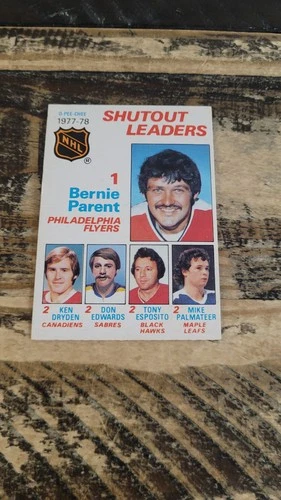 O-PEE-CHEE
1977-78
NHL
®
SHUTOUT
LEADERS
1
Bernie
Parent
PHILADELPHIA
FLYERS
2 KEN
DRYDEN
CANADIENS
2 DON
EDWARDS
SABRES
2 TONY
ESPOSITO
BLACK
HAWKS
2 MIKE
PALMATEER
MAPLE
LEAFS